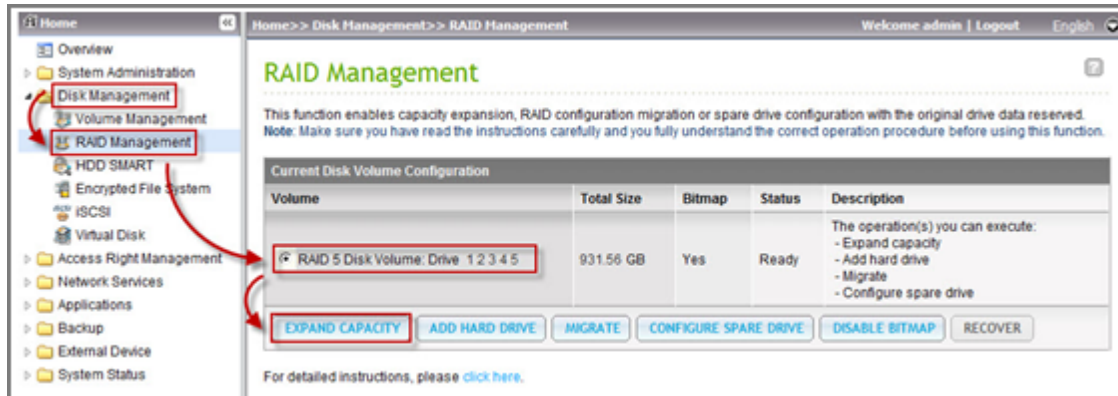 Home
Home>> Disk Management>> RAID Management
Welcome admin | Logout
English
Overview
System Administration
Disk Management
Volume Management
RAID Management
HDD SMART
Encrypted File System
iSCSI
Virtual Disk
Access Right Management
Network Services
Applications
Backup
External Device
System Status
RAID Management
This function enables capacity expansion, RAID configuration migration or spare drive configuration with the original drive data reserved.
Note: Make sure you have read the instructions carefully and you fully understand the correct operation procedure before using this function.
Current Disk Volume Configuration
Volume Total Size Bitmap Status Description
RAID 5 Disk Volume: Drive 1 2 3 4 5 931.56 GB Yes Ready
The operation(s) you can execute:
- Expand capacity
- Add hard drive
- Migrate
- Configure spare drive
EXPAND CAPACITY ADD HARD DRIVE MIGRATE CONFIGURE SPARE DRIVE DISABLE BITMAP RECOVER
For detailed instructions, please click here.